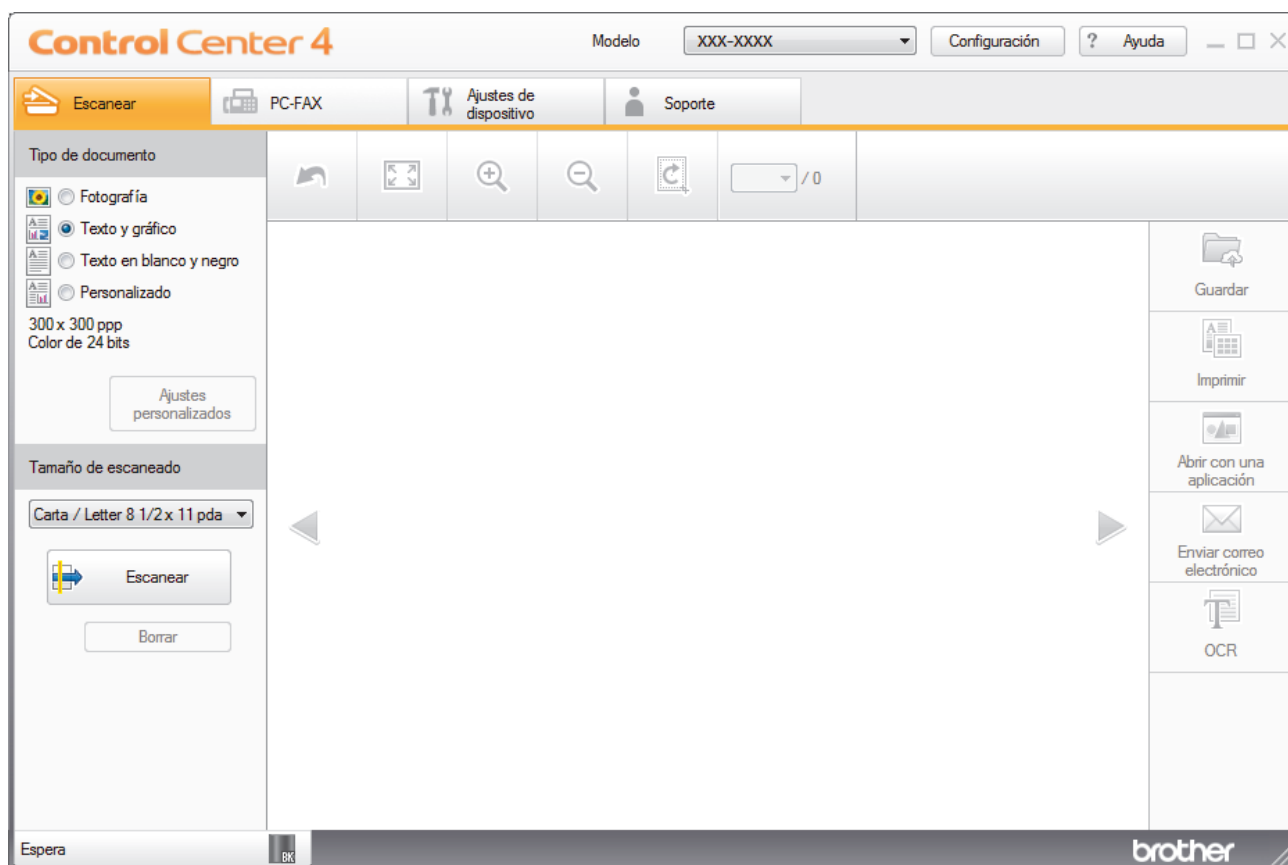 Control Center 4
Modelo
XXX-XXXX
Configuración
? Ayuda
Escanear
PC-FAX
Ajustes de
dispositivo
Soporte
Tipo de documento
Fotografía
Texto y gráfico
Texto en blanco y negro
Personalizado
300 x 300 ppp
Color de 24 bits
Ajustes
personalizados
Tamaño de escaneado
Carta / Letter 8 1/2 x 11 pda
Escanear
Borrar
/ 0
Guardar
Imprimir
Abrir con una
aplicación
Enviar correo
electrónico
OCR
Espera
BK
brother